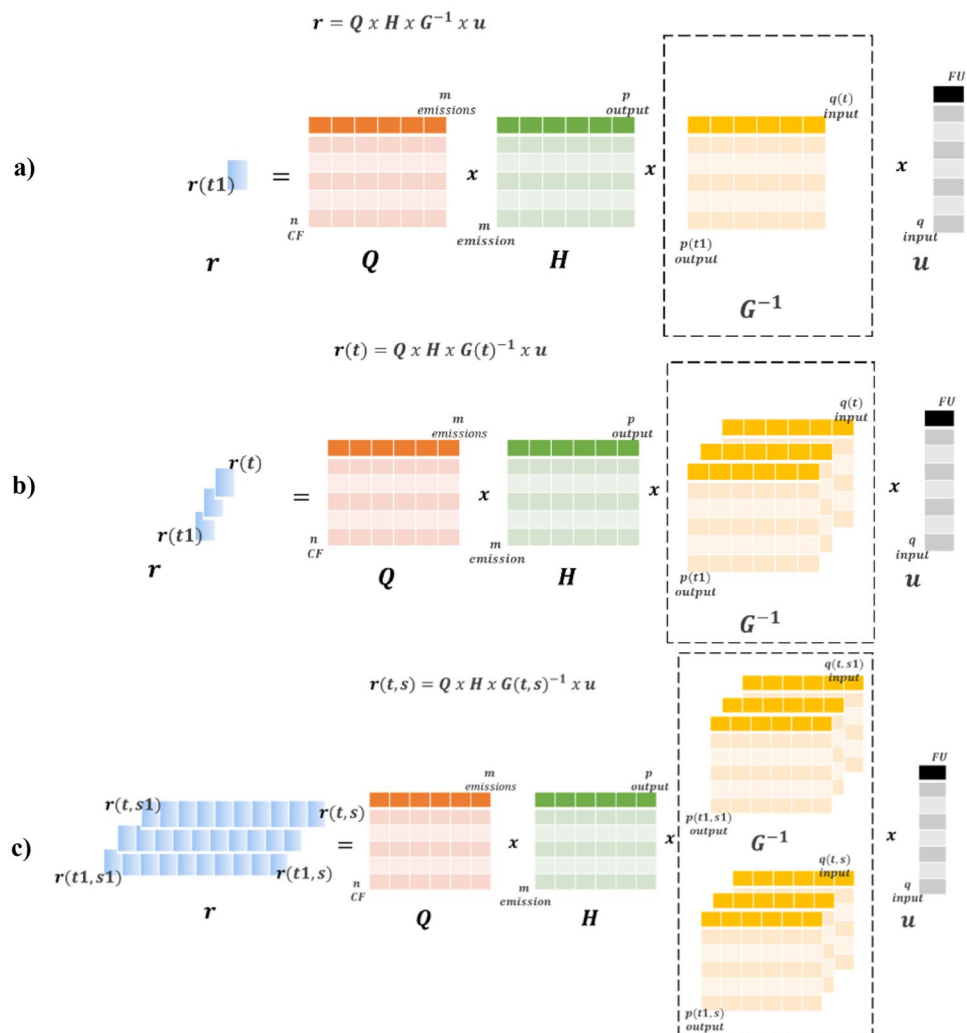 r = Q x H x G⁻¹ x u
a)
r(t1)
=
m
emissions
n
CF
x
p
output
m
emission
x
q(t)
input
p(t1)
output
x
FU
q
input
r
Q
H
G⁻¹
u
r(t) = Q x H x G(t)⁻¹ x u
b)
r(t)
r(t1)
=
m
emissions
n
CF
x
p
output
m
emission
x
q(t)
input
p(t1)
output
x
FU
q
input
r
Q
H
G⁻¹
u
r(t,s) = Q x H x G(t,s)⁻¹ x u
c)
r(t,s1)
r(t,s)
r(t1,s1)
r(t1,s)
=
m
emissions
n
CF
x
p
output
m
emission
x
q(t,s1)
input
p(t1,s1)
output
G⁻¹
q(t,s)
input
p(t1,s)
output
x
FU
q
input
r
Q
H
u